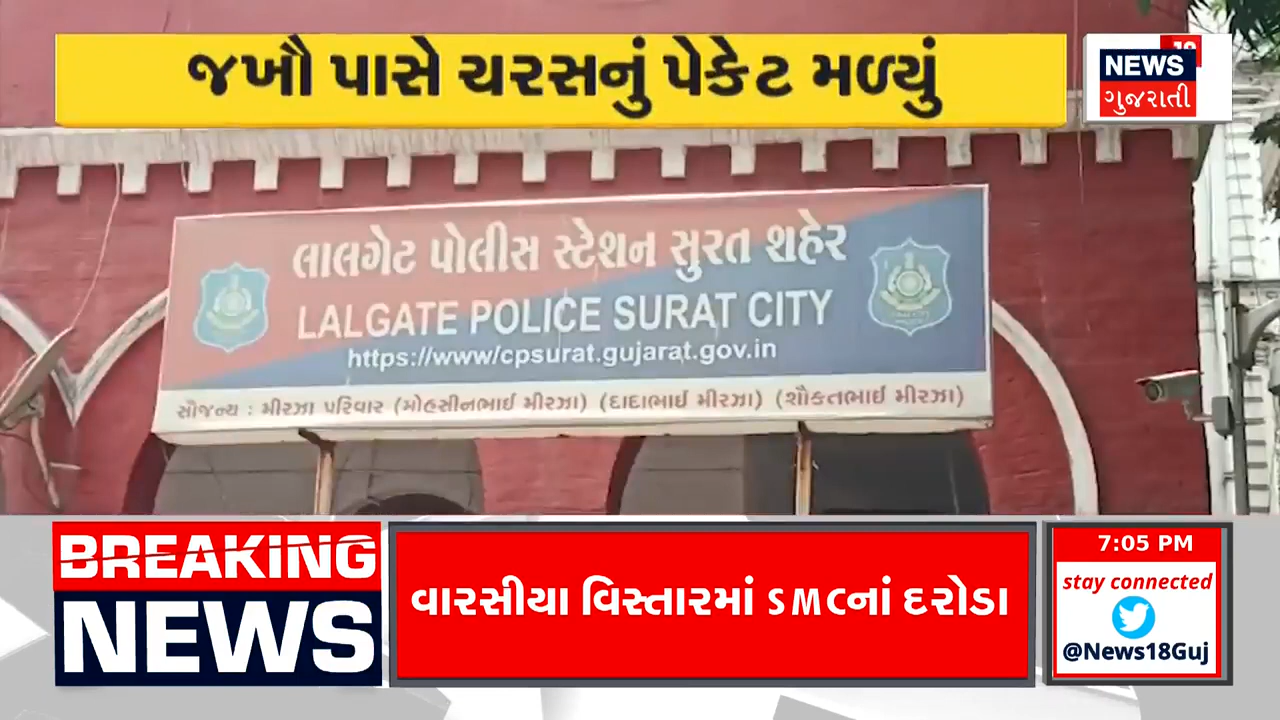 જખૌ પાસે ચરસનું પેકેટ મળ્યું
NEWS 18
ગુજરાતી
લાલગેટ પોલીસ સ્ટેશન સુરત શહેર
LALGATE POLICE SURAT CITY
https://www/cpsurat.gujarat.gov.in
સૌજન્ય : મીરઝા પરિવાર (મોહસીનભાઈ મીરઝા) (દાદાભાઈ મીરઝા) (શૌકતભાઈ મીરઝા)
BREAKING
NEWS
વારસીયા વિસ્તારમાં SMCનાં દરોડા
7:05 PM
stay connected
@News18Guj